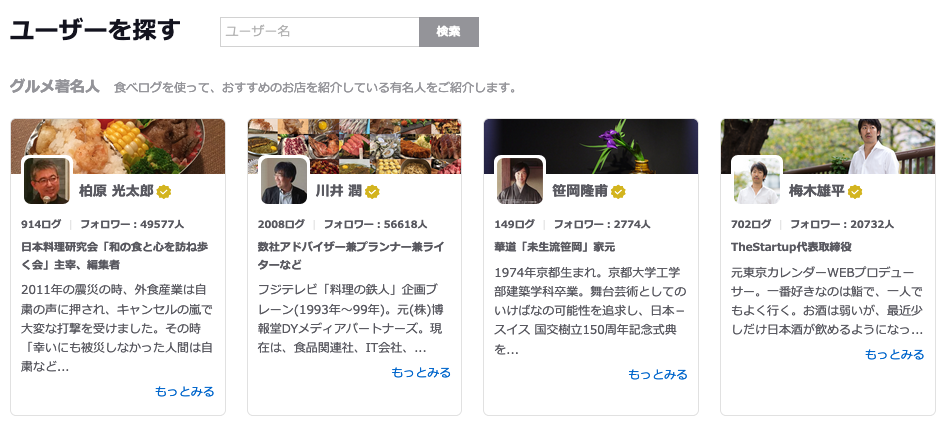 ユーザーを探す
ユーザー名
検索
グルメ著名人 食べログを使って、おすすめのお店を紹介している有名人をご紹介します。
柏原 光太郎
914ログ | フォロワー：49577人
日本料理研究会「和の食と心を訪ね歩
く会」主宰、編集者
2011年の震災の時、外食産業は自
粛の声に押され、キャンセルの嵐で
大変な打撃を受けました。その時
「幸いにも被災しなかった人間は自
粛など...
もっとみる
川井 潤
2008ログ | フォロワー：56618人
数社アドバイザー兼プランナー兼ライ
ターなど
フジテレビ「料理の鉄人」企画ブ
レーン(1993年〜99年)。元(株)博
報堂DYメディアパートナーズ。現
在は、食品関連社、IT会社、...
もっとみる
笹岡隆甫
149ログ | フォロワー：2774人
華道「未生流笹岡」家元
1974年京都生まれ。京都大学工学
部建築学科卒業。舞台芸術としての
いけばなの可能性を追求し、日本−
スイス 国交樹立150周年記念式典
を...
もっとみる
梅木雄平
702ログ | フォロワー：20732人
TheStartup代表取締役
元東京カレンダーWEBプロデュー
サー。一番好きなのは鮨で、一人で
もよく行く。お酒は弱いが、最近少
しだけ日本酒が飲めるようになっ...
もっとみる